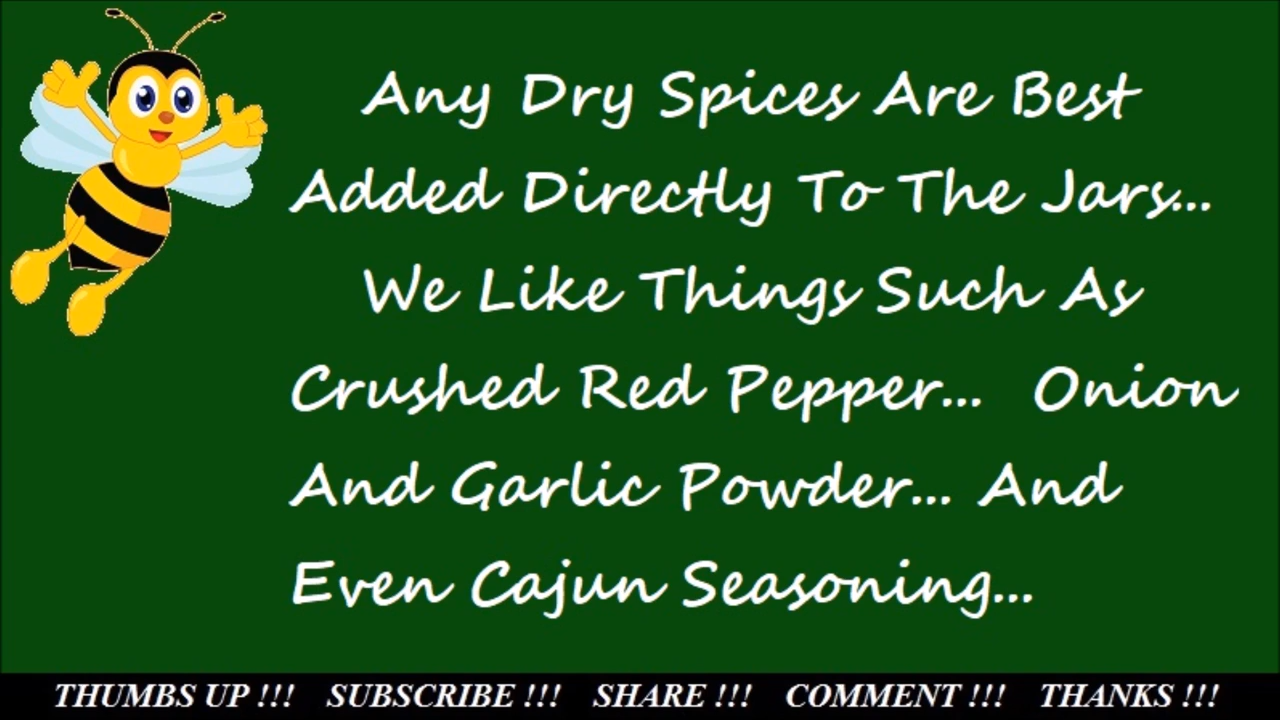 Any Dry Spices Are Best
Added Directly To The Jars...
We Like Things Such As
Crushed Red Pepper... Onion
And Garlic Powder... And
Even Cajun Seasoning...
THUMBS UP !!! SUBSCRIBE !!! SHARE !!! COMMENT !!! THANKS !!!